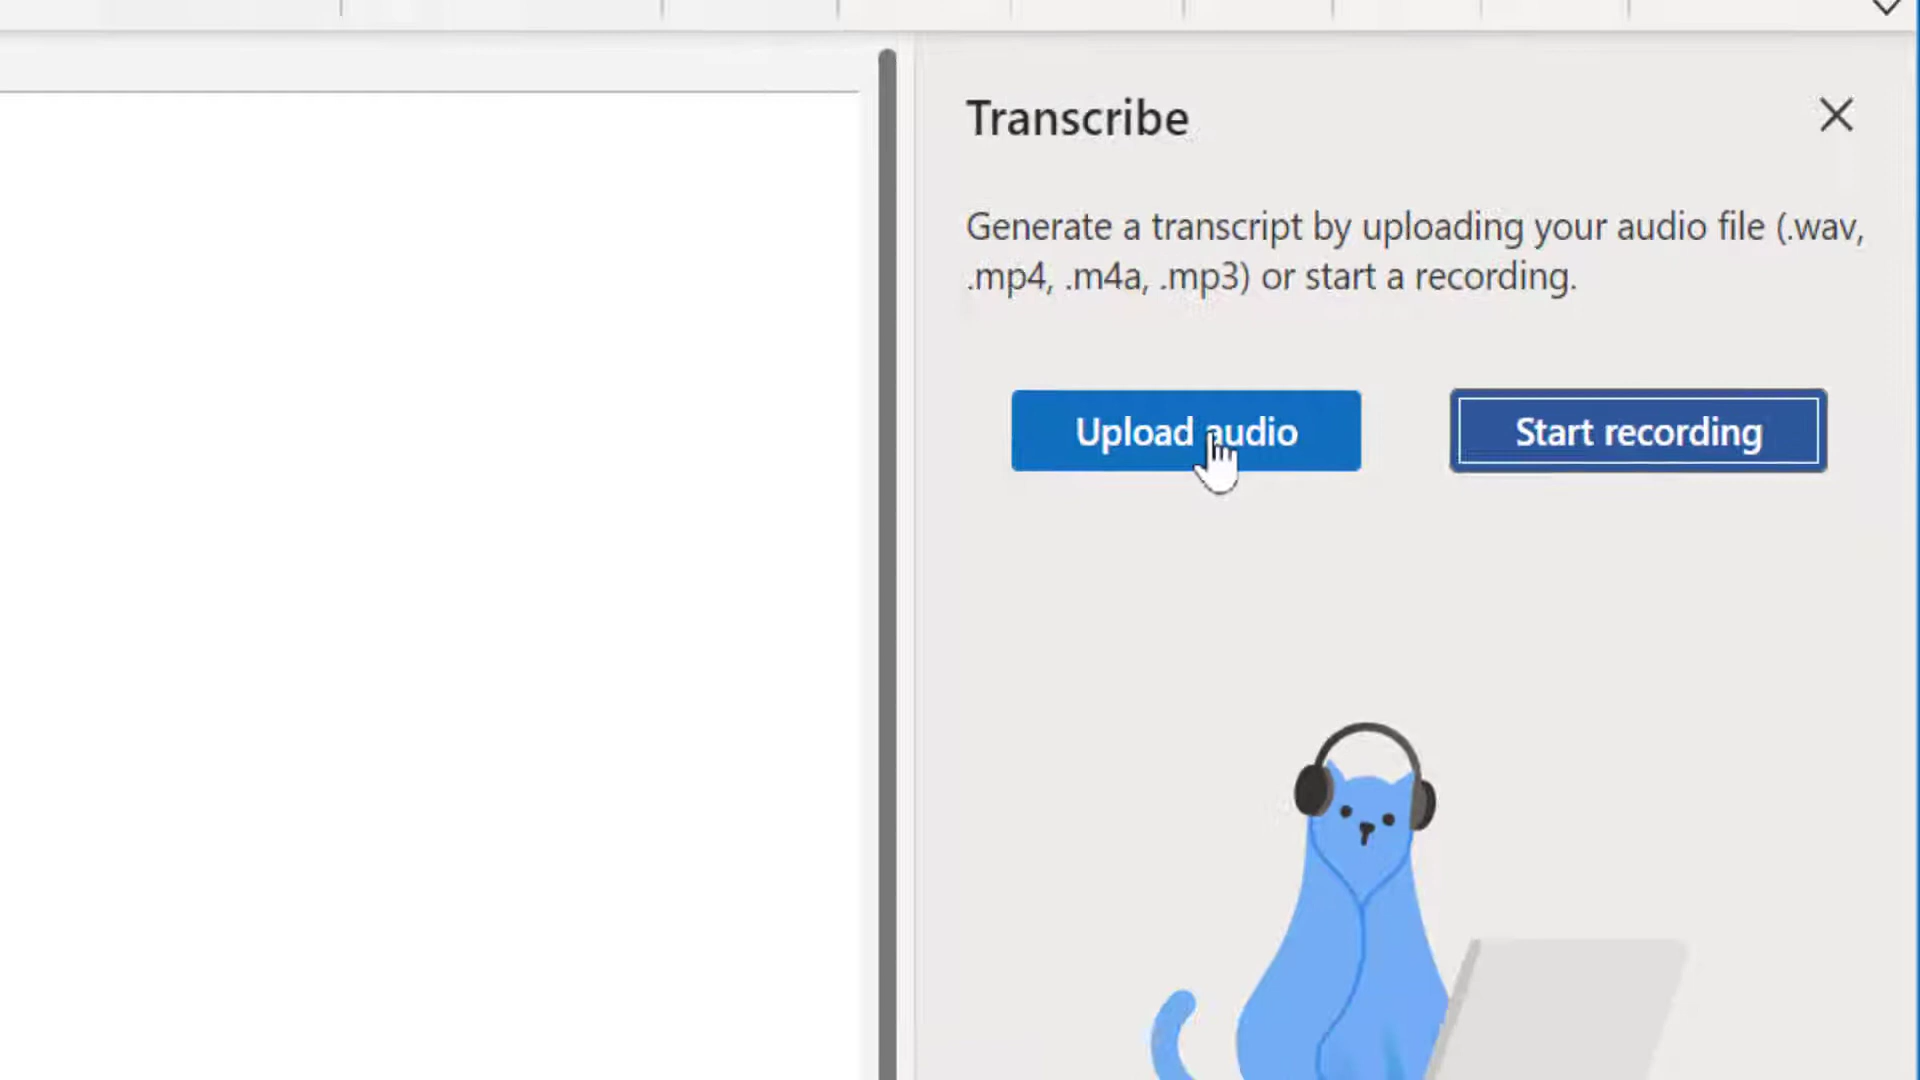 Transcribe
Generate a transcript by uploading your audio file (.wav,
.mp4, .m4a, .mp3) or start a recording.
Upload audio
Start recording